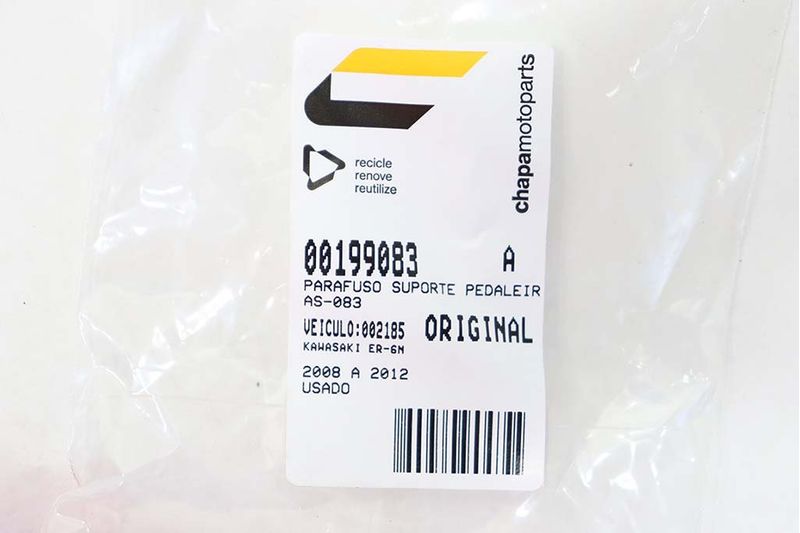 chapamotoparts
recicle
renove
reutilize
00199083 A
PARAFUSO SUPORTE PEDALEIR
AS-083
VEICULO:002185 ORIGINAL
KAWASAKI ER-6N
2008 A 2012
USADO